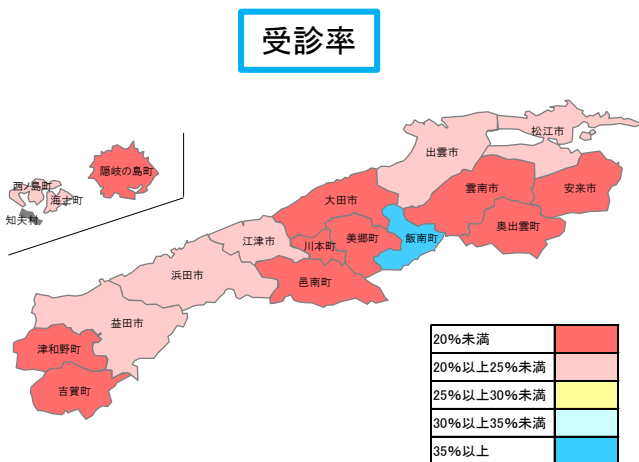 受診率
松江市
出雲市
隠岐の島町
西ノ島町
海士町
知夫村
大田市
雲南市
安来市
奥出雲町
飯南町
美郷町
川本町
江津市
邑南町
浜田市
益田市
津和野町
吉賀町
20%未満
20%以上25%未満
25%以上30%未満
30%以上35%未満
35%以上